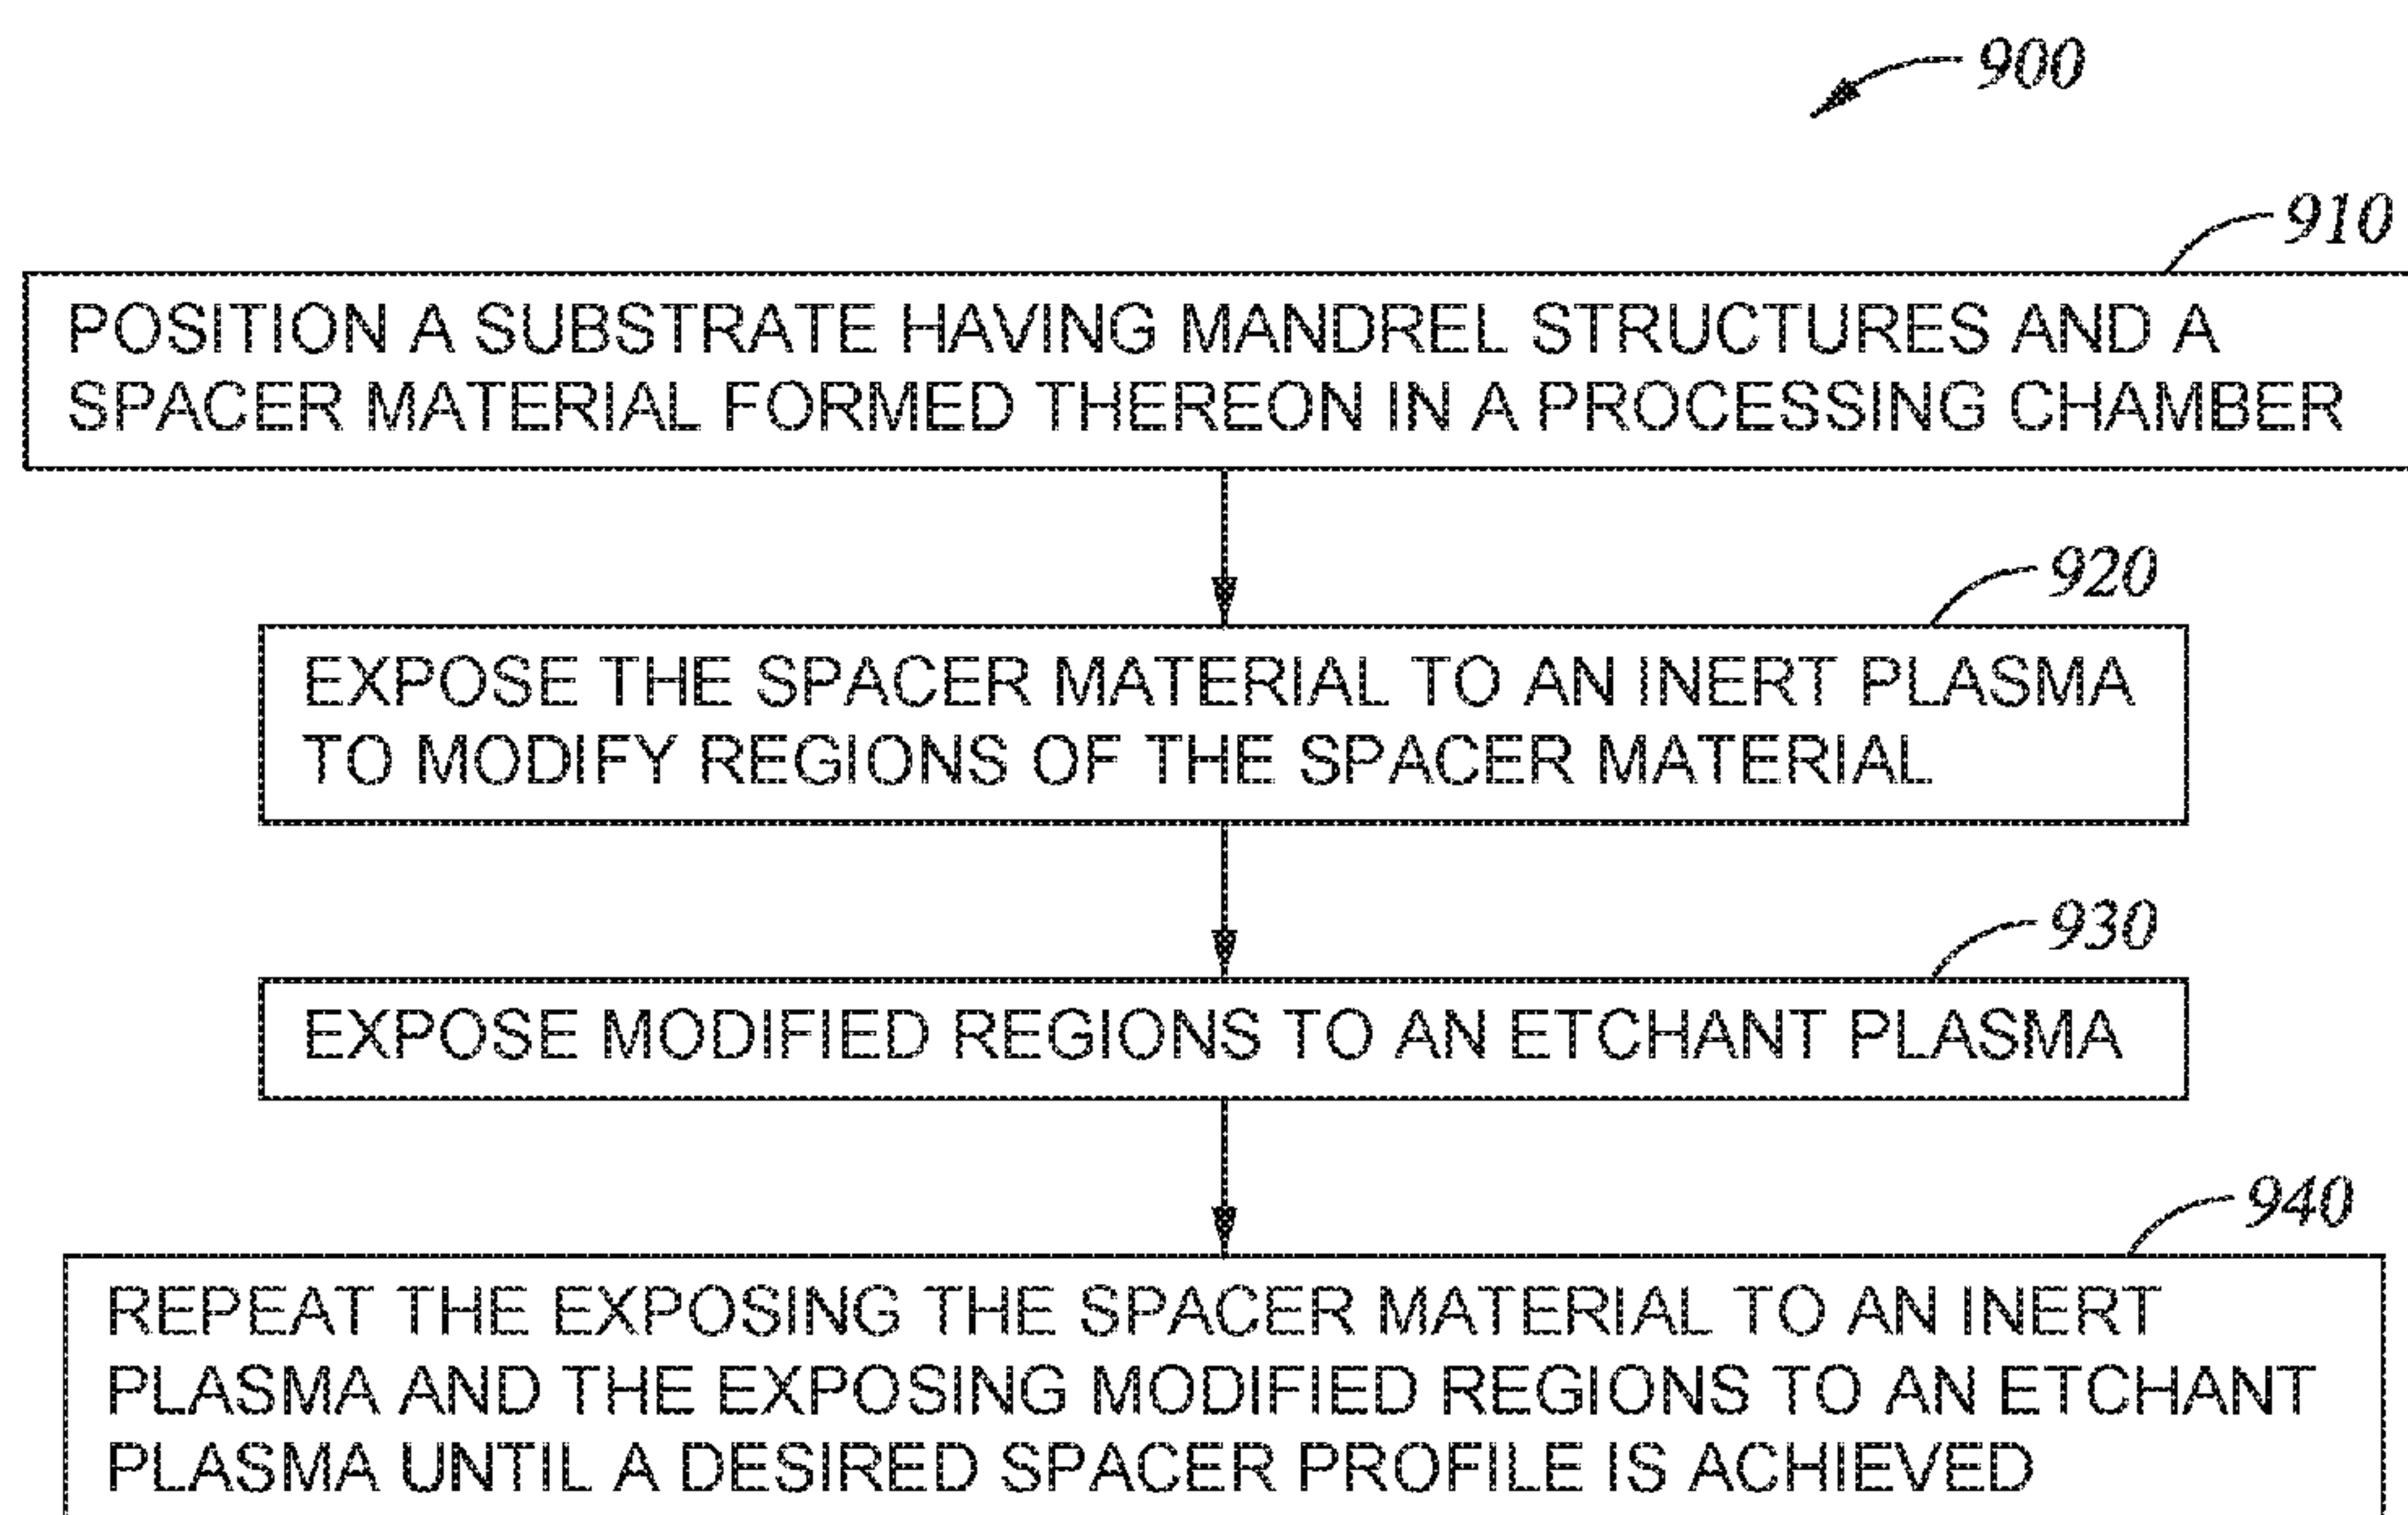 900
910
POSITION A SUBSTRATE HAVING MANDREL STRUCTURES AND A
SPACER MATERIAL FORMED THEREON IN A PROCESSING CHAMBER
920
EXPOSE THE SPACER MATERIAL TO AN INERT PLASMA
TO MODIFY REGIONS OF THE SPACER MATERIAL
930
EXPOSE MODIFIED REGIONS TO AN ETCHANT PLASMA
940
REPEAT THE EXPOSING THE SPACER MATERIAL TO AN INERT
PLASMA AND THE EXPOSING MODIFIED REGIONS TO AN ETCHANT
PLASMA UNTIL A DESIRED SPACER PROFILE IS ACHIEVED